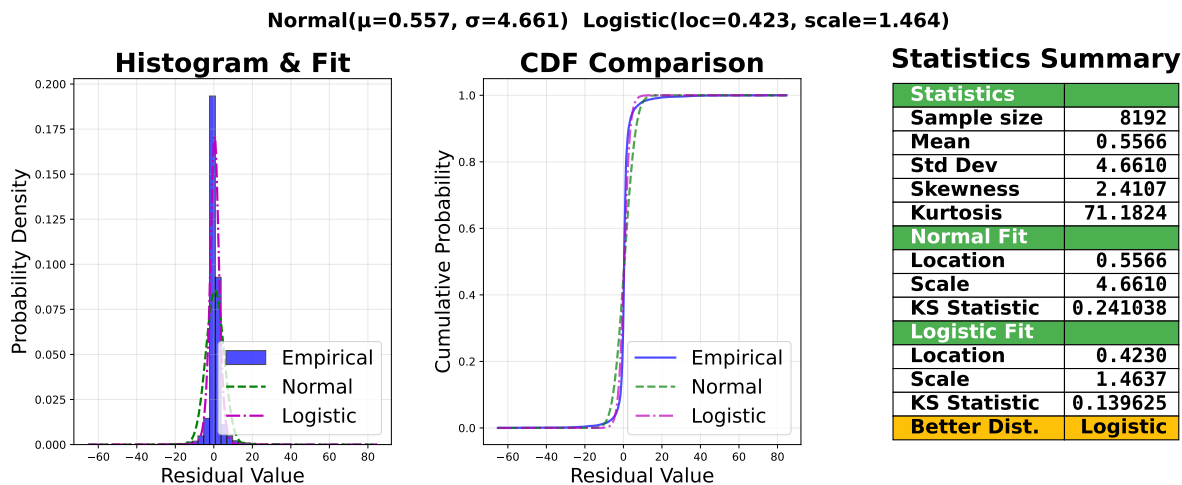 Normal(μ=0.557, σ=4.661)  Logistic(loc=0.423, scale=1.464)
Histogram & Fit
Probability Density
0.200
0.175
0.150
0.125
0.100
0.075
0.050
0.025
0.000
−60 −40 −20 0 20 40 60 80
Residual Value
Empirical
Normal
Logistic
CDF Comparison
Cumulative Probability
1.0
0.8
0.6
0.4
0.2
0.0
−60 −40 −20 0 20 40 60 80
Residual Value
Empirical
Normal
Logistic
Statistics Summary
Statistics
Sample size 8192
Mean 0.5566
Std Dev 4.6610
Skewness 2.4107
Kurtosis 71.1824
Normal Fit
Location 0.5566
Scale 4.6610
KS Statistic 0.241038
Logistic Fit
Location 0.4230
Scale 1.4637
KS Statistic 0.139625
Better Dist. Logistic